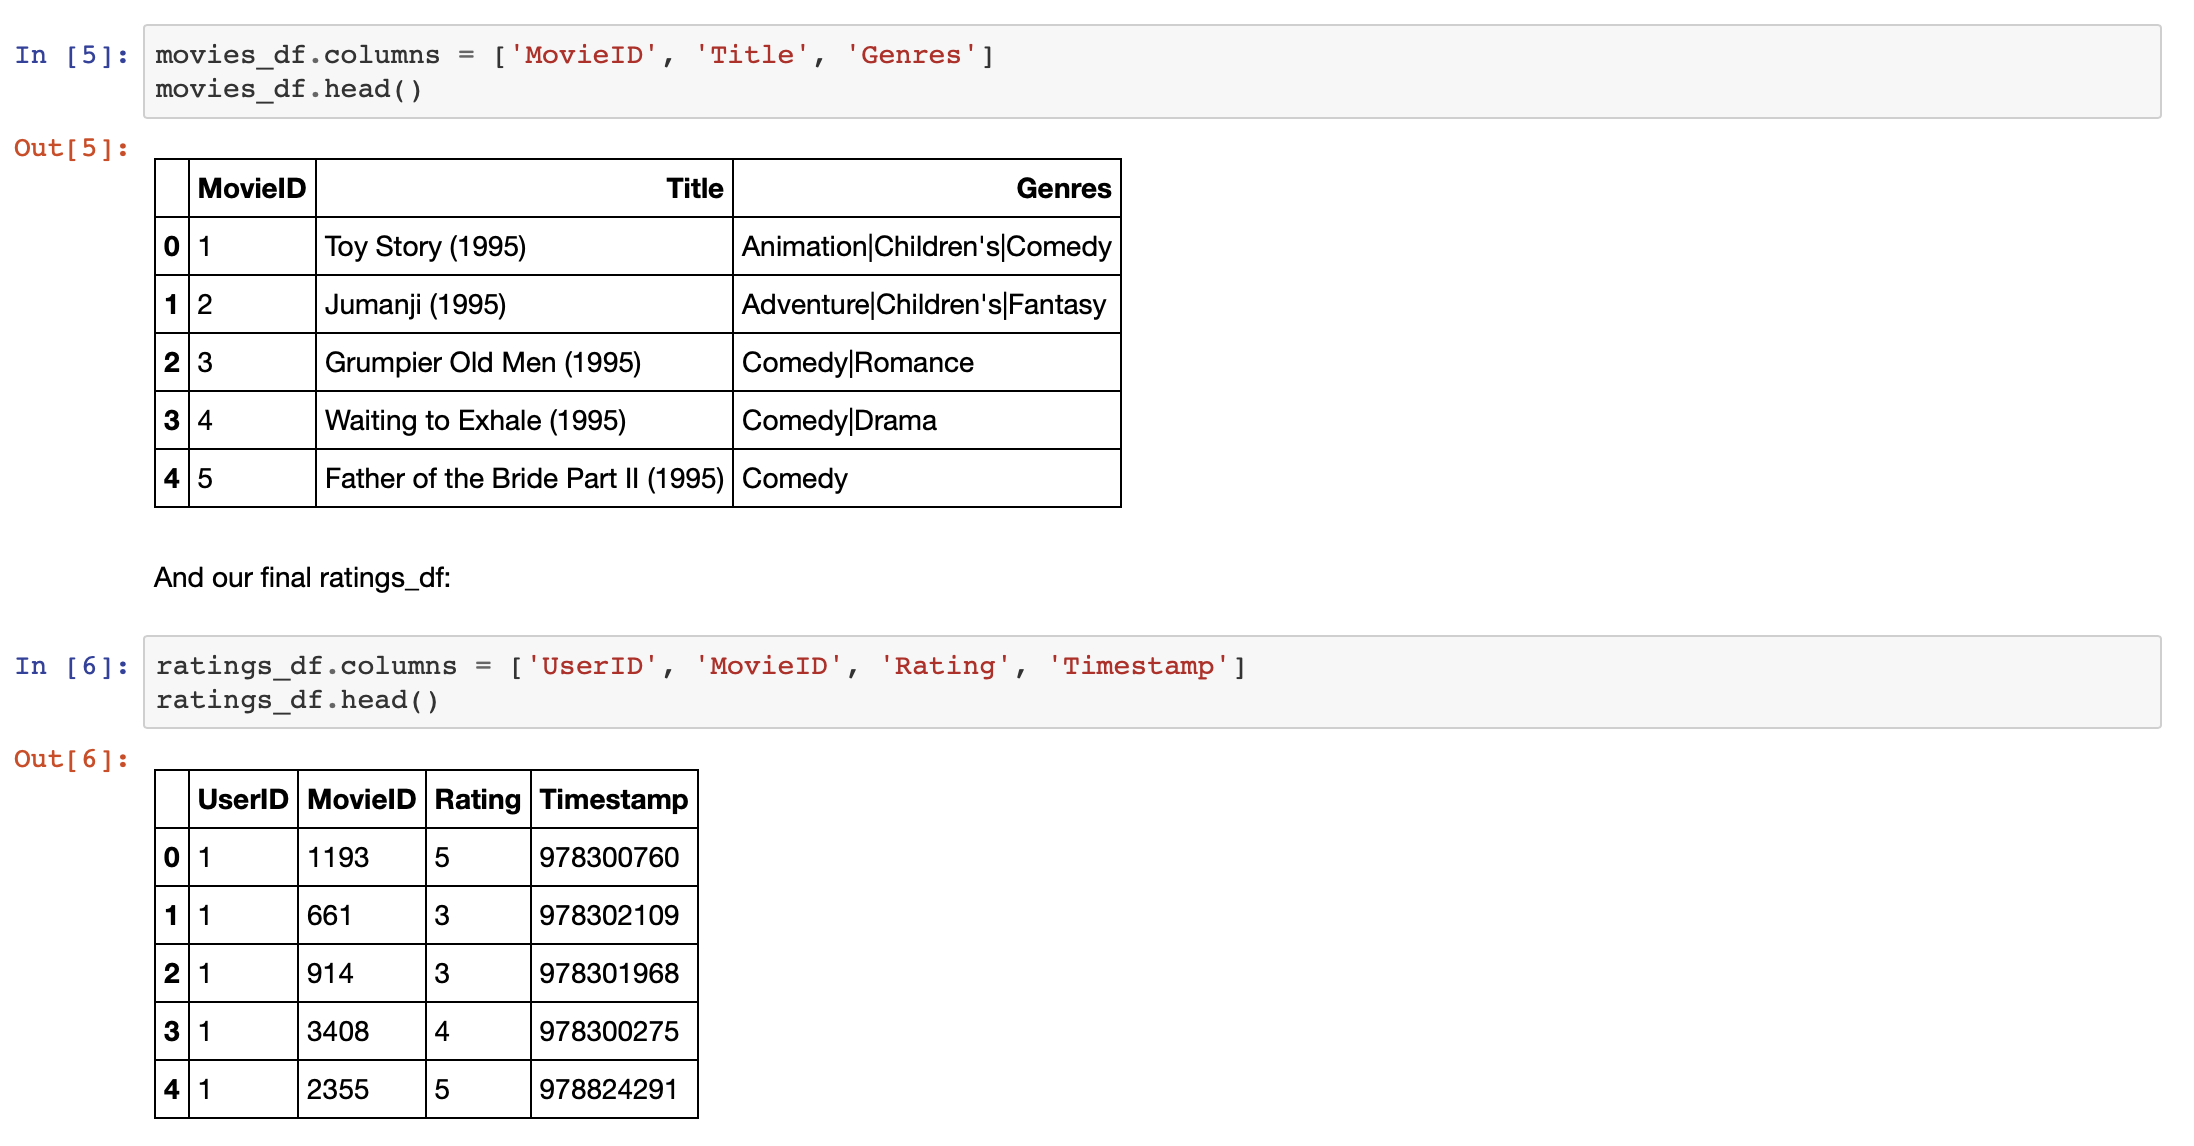 In [5]: movies_df.columns = ['MovieID', 'Title', 'Genres']
movies_df.head()
Out[5]:
MovieID Title Genres
0 1 Toy Story (1995) Animation|Children's|Comedy
1 2 Jumanji (1995) Adventure|Children's|Fantasy
2 3 Grumpier Old Men (1995) Comedy|Romance
3 4 Waiting to Exhale (1995) Comedy|Drama
4 5 Father of the Bride Part II (1995) Comedy
And our final ratings_df:
In [6]: ratings_df.columns = ['UserID', 'MovieID', 'Rating', 'Timestamp']
ratings_df.head()
Out[6]:
UserID MovieID Rating Timestamp
0 1 1193 5 978300760
1 1 661 3 978302109
2 1 914 3 978301968
3 1 3408 4 978300275
4 1 2355 5 978824291